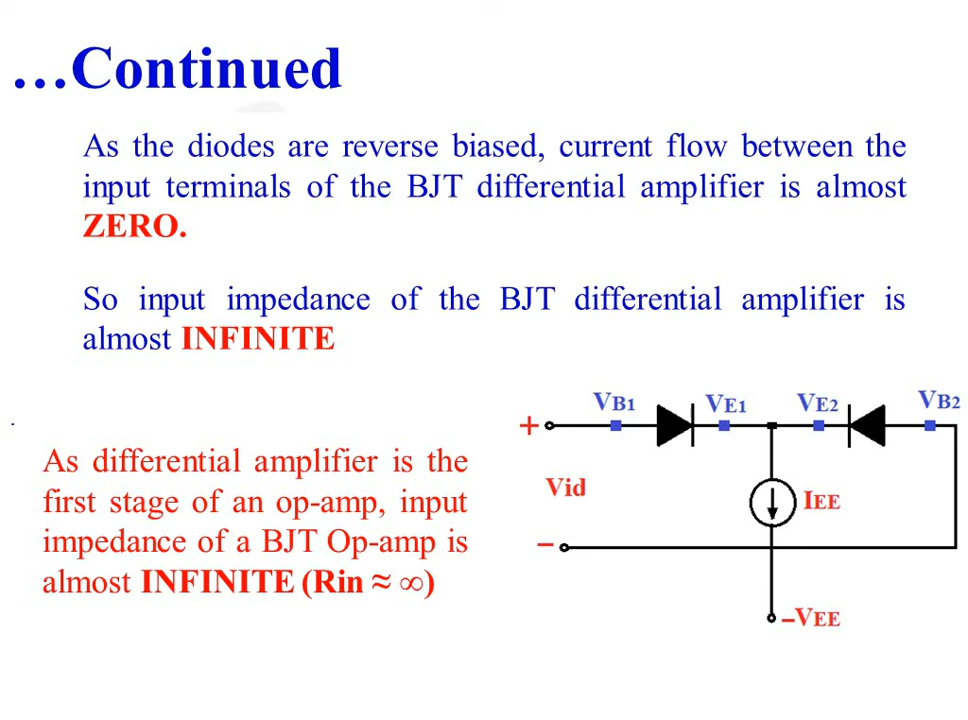 …Continued
As the diodes are reverse biased, current flow between the
input terminals of the BJT differential amplifier is almost
ZERO.
So input impedance of the BJT differential amplifier is
almost INFINITE
.
As differential amplifier is the
first stage of an op-amp, input
impedance of a BJT Op-amp is
almost INFINITE (Rin ≈ ∞)
VB1 VE1 VE2 VB2
+
Vid
IEE
–
–VEE